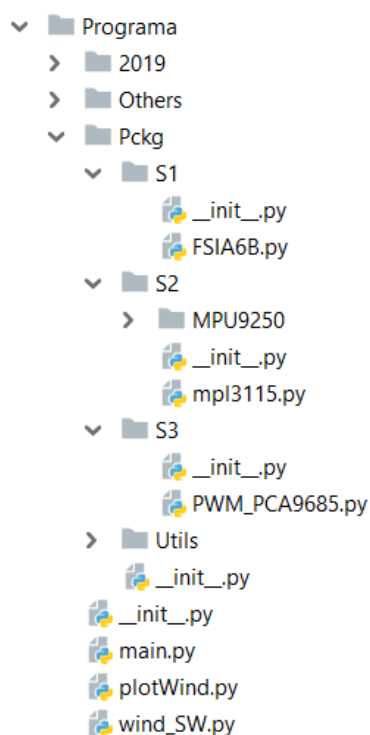 Programa
2019
Others
Pckg
S1
__init__.py
FSIA6B.py
S2
MPU9250
__init__.py
mpl3115.py
S3
__init__.py
PWM_PCA9685.py
Utils
__init__.py
__init__.py
main.py
plotWind.py
wind_SW.py